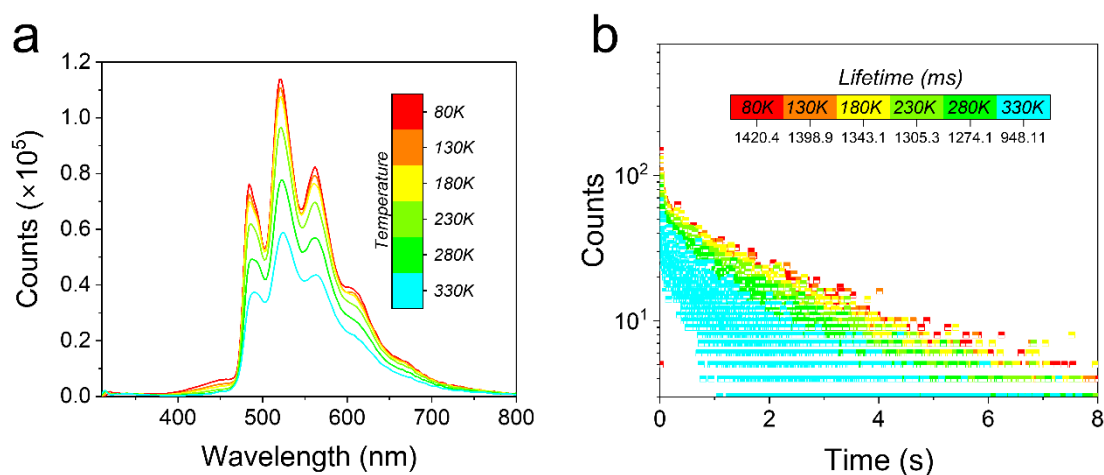 a
1.2
1.0
0.8
0.6
0.4
0.2
0.0
Counts (×10⁵)
400 500 600 700 800
Wavelength (nm)
Temperature
80K
130K
180K
230K
280K
330K
b
Lifetime (ms)
80K 130K 180K 230K 280K 330K
1420.4 1398.9 1343.1 1305.3 1274.1 948.11
10²
10¹
Counts
0 2 4 6 8
Time (s)